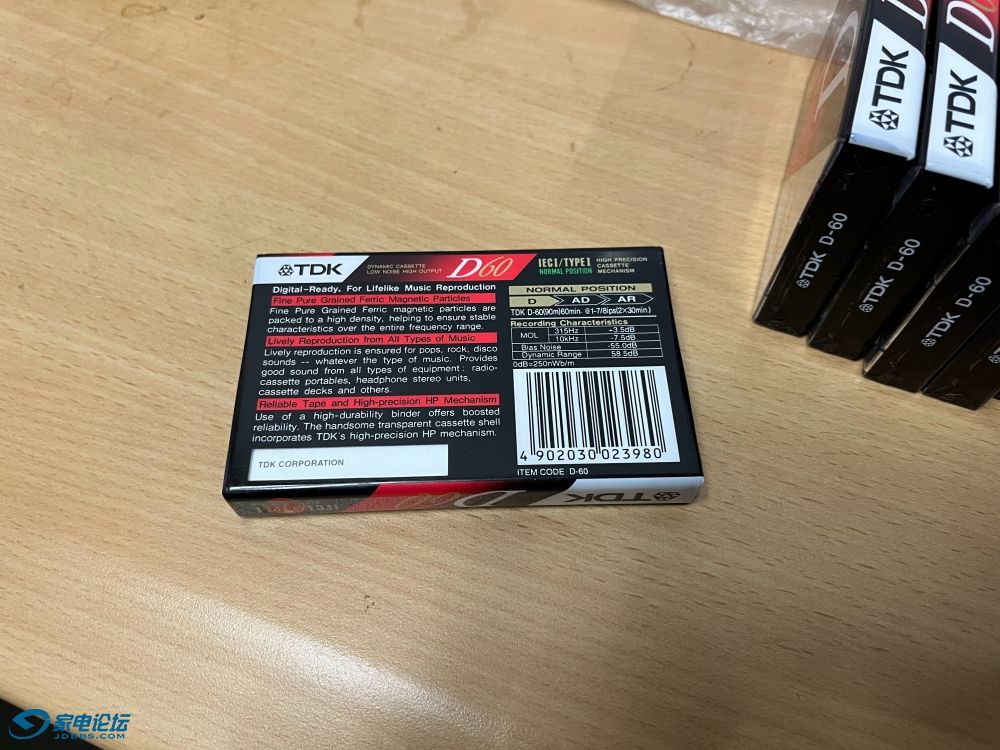 TDK
DYNAMIC CASSETTE
LOW NOISE HIGH OUTPUT
D60
IECI/TYPEI
NORMAL POSITION
HIGH PRECISION
CASSETTE
MECHANISM
Digital-Ready. For Lifelike Music Reproduction
Fine Pure Grained Ferric Magnetic Particles
Fine Pure Grained Ferric magnetic particles are
packed to a high density, helping to ensure stable
characteristics over the entire frequency range.
Lively Reproduction from All Types of Music
Lively reproduction is ensured for pops, rock, disco
sounds -- whatever the type of music. Provides
good sound from all types of equipment: radio-
cassette portables, headphone stereo units,
cassette decks and others.
Reliable Tape and High-precision HP Mechanism
Use of a high-durability binder offers boosted
reliability. The handsome transparent cassette shell
incorporates TDK's high-precision HP mechanism.
TDK CORPORATION
NORMAL POSITION
D AD AR
TDK D-60(90m)60min. @1-7/8ips(2×30min.)
Recording Characteristics
MOL 315Hz +3.5dB
10kHz -7.5dB
Bias Noise -55.0dB
Dynamic Range 58.5dB
0dB=250nWb/m
4 902030 023980
ITEM CODE D-60
TDK
D60
IECI/TYPEI
TDK D
TDK D-60
TDK D
TDK D-60
TDK D-60
家电论坛
JDBBS.COM